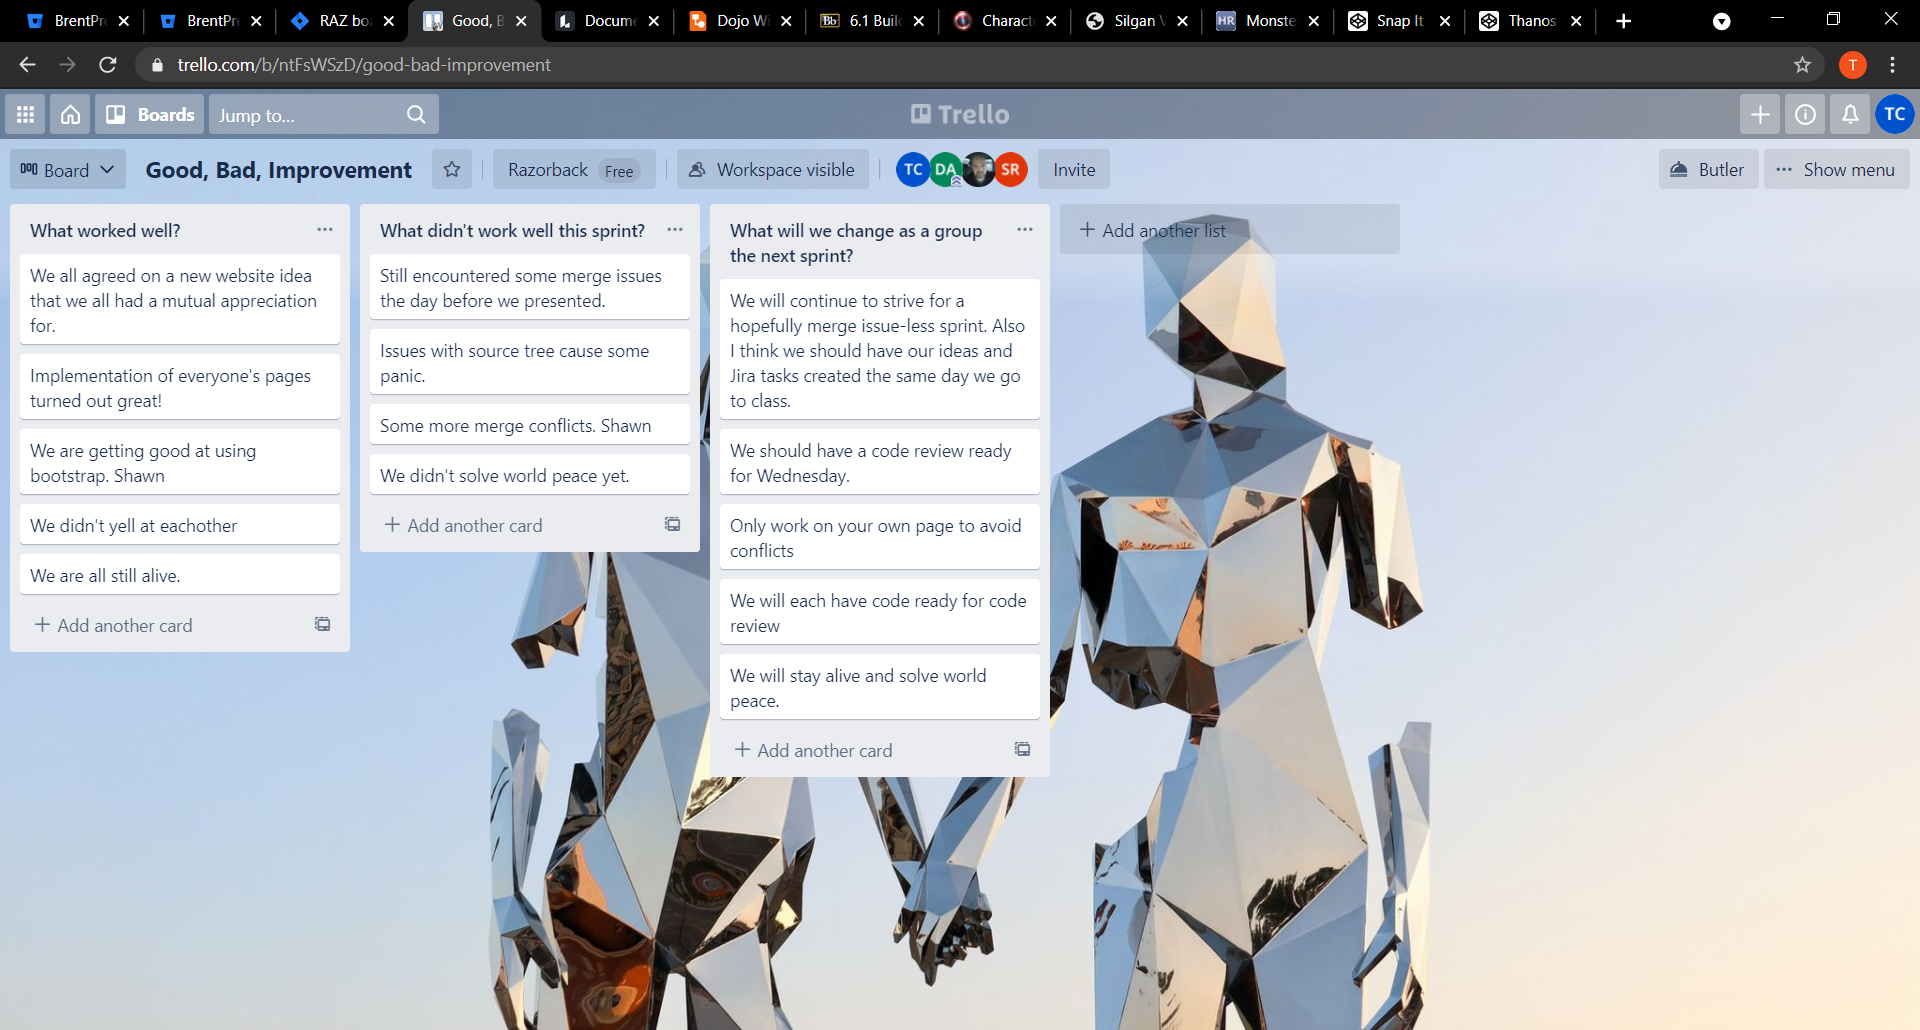 BrentPr
BrentPr
RAZ boa
Good, B
Docume
Dojo Wi
Bb 6.1 Buil
Charact
Silgan V
HR Monste
Snap It
Thanos
trello.com/b/ntFsWSzD/good-bad-improvement
T
Boards
Jump to...
Trello
TC
Board
Good, Bad, Improvement
Razorback Free
Workspace visible
TC DA SR
Invite
Butler
Show menu
What worked well?
We all agreed on a new website idea
that we all had a mutual appreciation
for.
Implementation of everyone's pages
turned out great!
We are getting good at using
bootstrap. Shawn
We didn't yell at eachother
We are all still alive.
Add another card
What didn't work well this sprint?
Still encountered some merge issues
the day before we presented.
Issues with source tree cause some
panic.
Some more merge conflicts. Shawn
We didn't solve world peace yet.
Add another card
What will we change as a group
the next sprint?
We will continue to strive for a
hopefully merge issue-less sprint. Also
I think we should have our ideas and
Jira tasks created the same day we go
to class.
We should have a code review ready
for Wednesday.
Only work on your own page to avoid
conflicts
We will each have code ready for code
review
We will stay alive and solve world
peace.
Add another card
Add another list